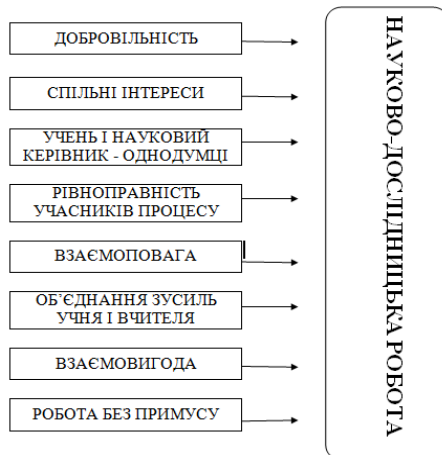 ДОБРОВІЛЬНІСТЬ
СПІЛЬНІ ІНТЕРЕСИ
УЧЕНЬ І НАУКОВИЙ
КЕРІВНИК - ОДНОДУМЦІ
РІВНОПРАВНІСТЬ
УЧАСНИКІВ ПРОЦЕСУ
ВЗАЄМОПОВАГА
ОБ’ЄДНАННЯ ЗУСИЛЬ
УЧНЯ І ВЧИТЕЛЯ
ВЗАЄМОВИГОДА
РОБОТА БЕЗ ПРИМУСУ
НАУКОВО-ДОСЛІДНИЦЬКА РОБОТА